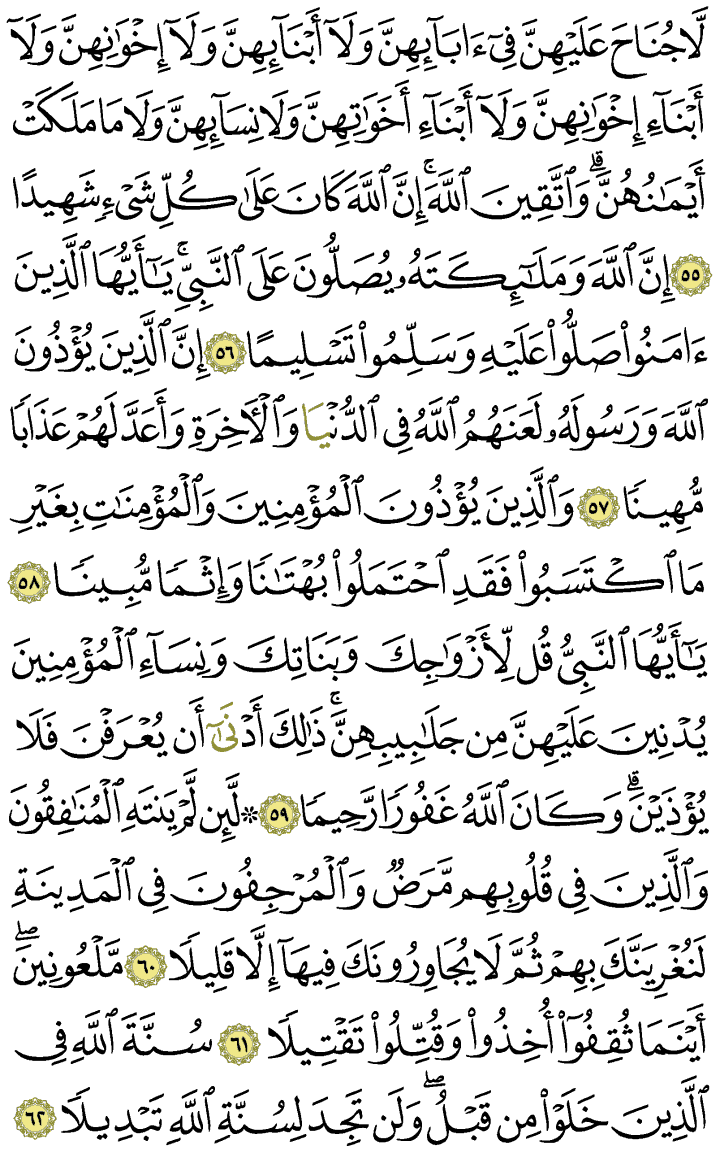 لَّا جُنَاحَ عَلَيْهِنَّ فِىٓ ءَابَآئِهِنَّ وَلَآ أَبْنَآئِهِنَّ وَلَآ إِخْوَٰنِهِنَّ وَلَآ
أَبْنَآءِ إِخْوَٰنِهِنَّ وَلَآ أَبْنَآءِ أَخَوَٰتِهِنَّ وَلَا نِسَآئِهِنَّ وَلَا مَا مَلَكَتْ
أَيْمَٰنُهُنَّ ۗ وَٱتَّقِينَ ٱللَّهَ ۚ إِنَّ ٱللَّهَ كَانَ عَلَىٰ كُلِّ شَىْءٍ شَهِيدًا
٥٥ إِنَّ ٱللَّهَ وَمَلَٰٓئِكَتَهُۥ يُصَلُّونَ عَلَى ٱلنَّبِىِّ ۚ يَٰٓأَيُّهَا ٱلَّذِينَ
ءَامَنُوا۟ صَلُّوا۟ عَلَيْهِ وَسَلِّمُوا۟ تَسْلِيمًا ٥٦ إِنَّ ٱلَّذِينَ يُؤْذُونَ
ٱللَّهَ وَرَسُولَهُۥ لَعَنَهُمُ ٱللَّهُ فِى ٱلدُّنْيَا وَٱلْـَٔاخِرَةِ وَأَعَدَّ لَهُمْ عَذَابًا
مُّهِينًا ٥٧ وَٱلَّذِينَ يُؤْذُونَ ٱلْمُؤْمِنِينَ وَٱلْمُؤْمِنَٰتِ بِغَيْرِ
مَا ٱكْتَسَبُوا۟ فَقَدِ ٱحْتَمَلُوا۟ بُهْتَٰنًا وَإِثْمًا مُّبِينًا ٥٨
يَٰٓأَيُّهَا ٱلنَّبِىُّ قُل لِّأَزْوَٰجِكَ وَبَنَاتِكَ وَنِسَآءِ ٱلْمُؤْمِنِينَ
يُدْنِينَ عَلَيْهِنَّ مِن جَلَٰبِيبِهِنَّ ۚ ذَٰلِكَ أَدْنَىٰٓ أَن يُعْرَفْنَ فَلَا
يُؤْذَيْنَ ۗ وَكَانَ ٱللَّهُ غَفُورًا رَّحِيمًا ٥٩ ۞ لَّئِن لَّمْ يَنتَهِ ٱلْمُنَٰفِقُونَ
وَٱلَّذِينَ فِى قُلُوبِهِم مَّرَضٌ وَٱلْمُرْجِفُونَ فِى ٱلْمَدِينَةِ
لَنُغْرِيَنَّكَ بِهِمْ ثُمَّ لَا يُجَاوِرُونَكَ فِيهَآ إِلَّا قَلِيلًا ٦٠ مَّلْعُونِينَ ۖ
أَيْنَمَا ثُقِفُوٓا۟ أُخِذُوا۟ وَقُتِّلُوا۟ تَقْتِيلًا ٦١ سُنَّةَ ٱللَّهِ فِى
ٱلَّذِينَ خَلَوْا۟ مِن قَبْلُ ۖ وَلَن تَجِدَ لِسُنَّةِ ٱللَّهِ تَبْدِيلًا ٦٢